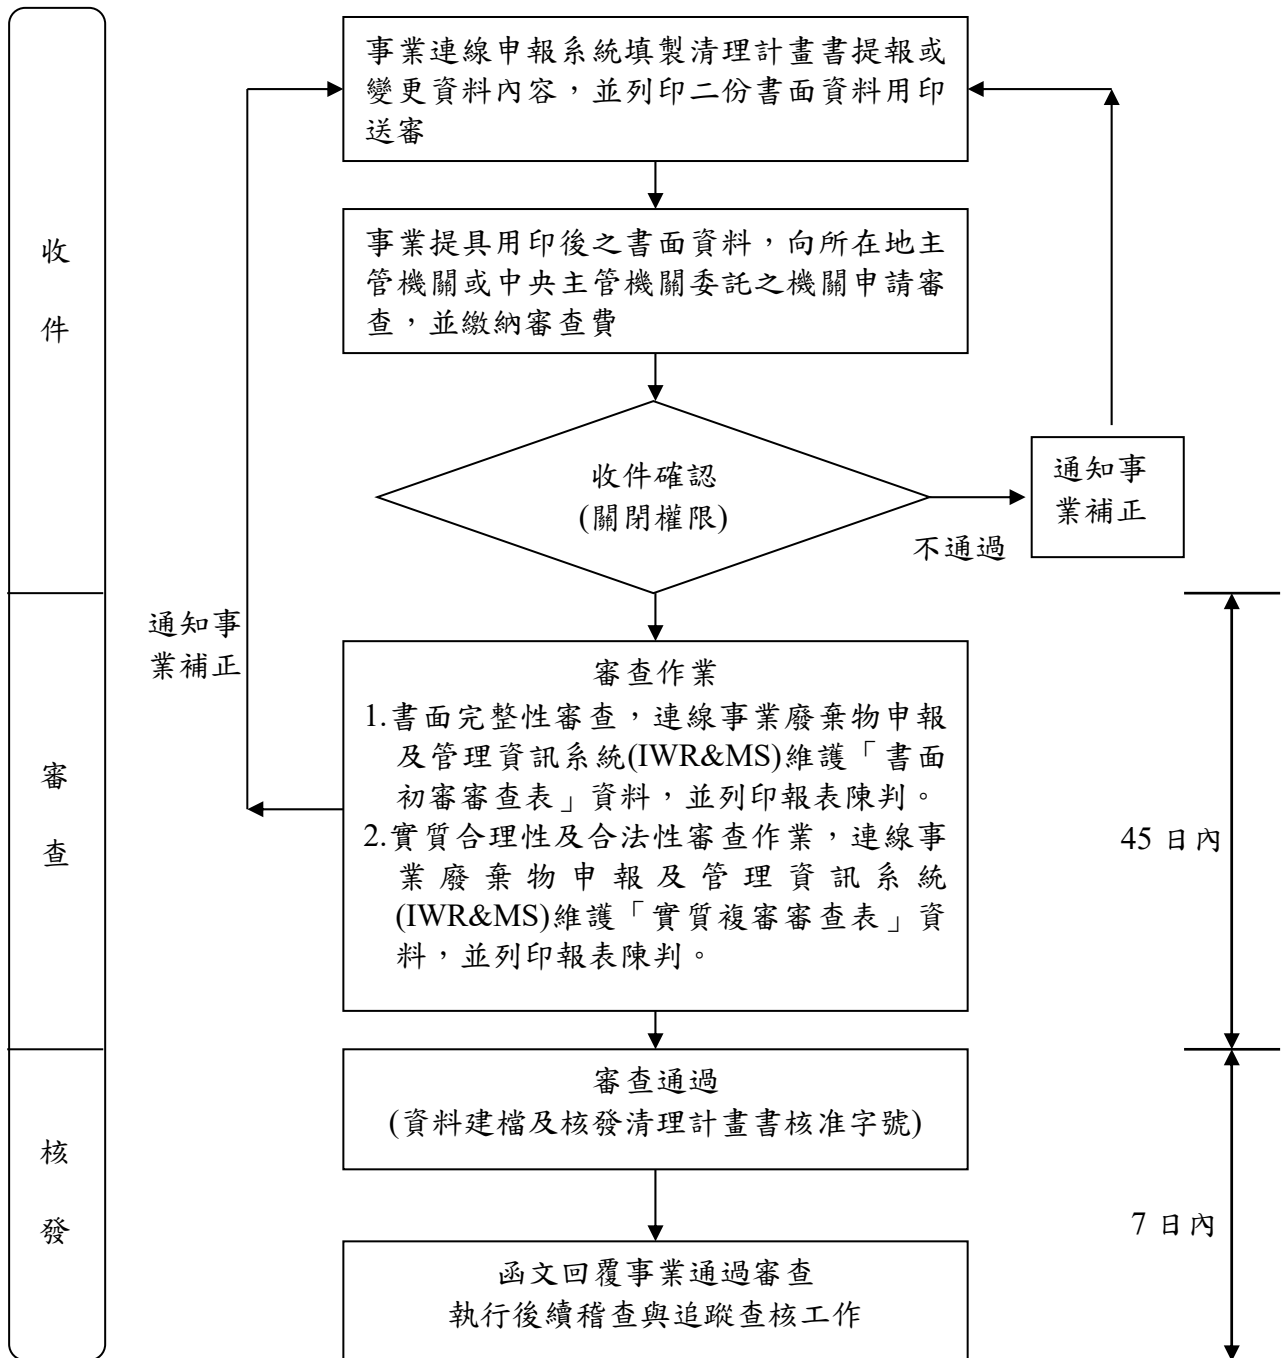 事業連線申報系統填製清理計畫書提報或
變更資料內容，並列印二份書面資料用印
送審
事業提具用印後之書面資料，向所在地主
管機關或中央主管機關委託之機關申請審
查，並繳納審查費
收
件
收件確認
(關閉權限)
不通過
通知事
業補正
通知事
業補正
審
查
審查作業
1.書面完整性審查，連線事業廢棄物申報
及管理資訊系統(IWR&MS)維護「書面
初審審查表」資料，並列印報表陳判。
2.實質合理性及合法性審查作業，連線事
業廢棄物申報及管理資訊系統
(IWR&MS)維護「實質複審審查表」資
料，並列印報表陳判。
45 日內
核
發
審查通過
(資料建檔及核發清理計畫書核准字號)
7 日內
函文回覆事業通過審查
執行後續稽查與追蹤查核工作